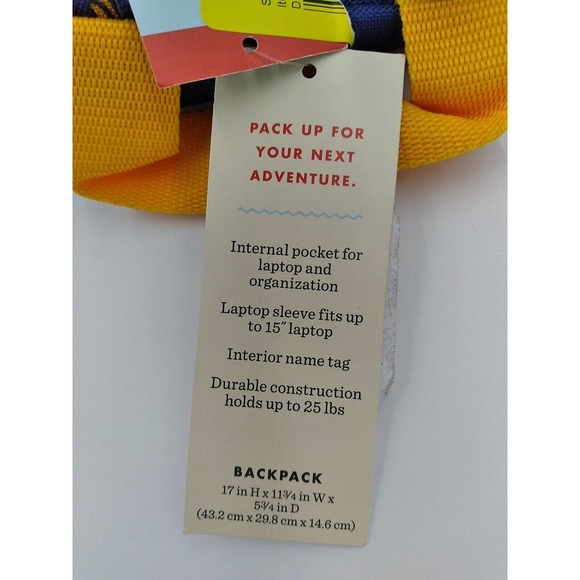 PACK UP FOR
YOUR NEXT
ADVENTURE.
Internal pocket for
laptop and
organization
Laptop sleeve fits up
to 15″ laptop
Interior name tag
Durable construction
holds up to 25 lbs
BACKPACK
17 in H x 11¾ in W x
5¾ in D
(43.2 cm x 29.8 cm x 14.6 cm)